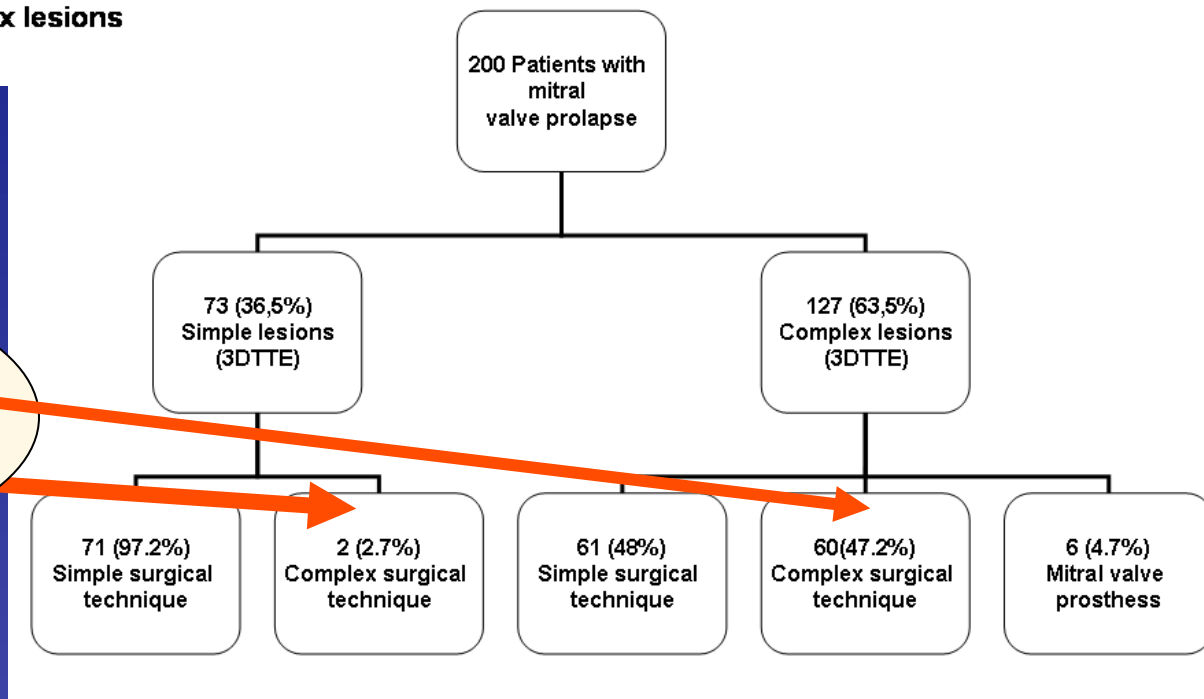 x lesions
200 Patients with
mitral
valve prolapse
73 (36,5%)
Simple lesions
(3DTTE)
127 (63,5%)
Complex lesions
(3DTTE)
71 (97.2%)
Simple surgical
technique
2 (2.7%)
Complex surgical
technique
61 (48%)
Simple surgical
technique
60(47.2%)
Complex surgical
technique
6 (4.7%)
Mitral valve
prosthess